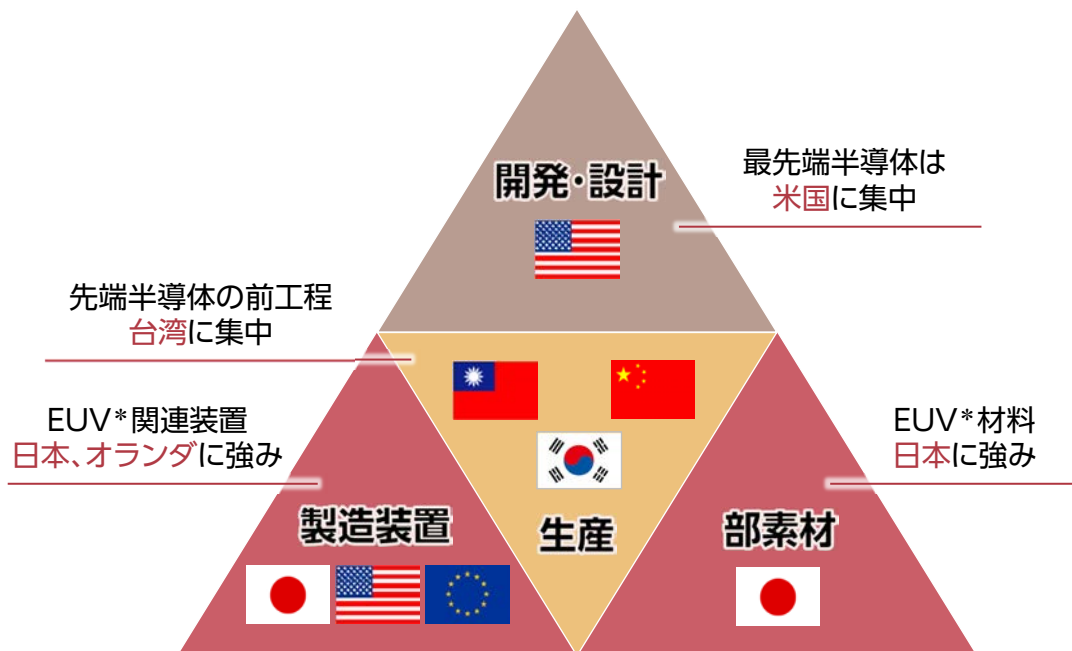 開発・設計
最先端半導体は
米国に集中
先端半導体の前工程
台湾に集中
EUV*関連装置
日本、オランダに強み
EUV*材料
日本に強み
製造装置
生産
部素材